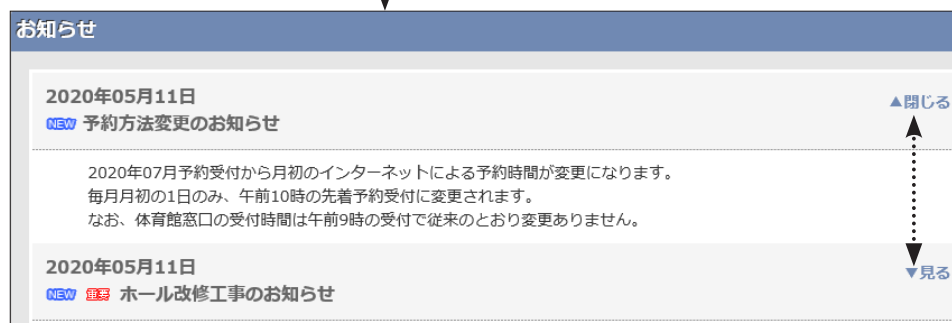 お知らせ
2020年05月11日
▲閉じる
NEW 予約方法変更のお知らせ
2020年07月予約受付から月初のインターネットによる予約時間が変更になります。
毎月月初の1日のみ、午前10時の先着予約受付に変更されます。
なお、体育館窓口の受付時間は午前9時の受付で従来のとおり変更ありません。
2020年05月11日
▼見る
NEW 重要 ホール改修工事のお知らせ